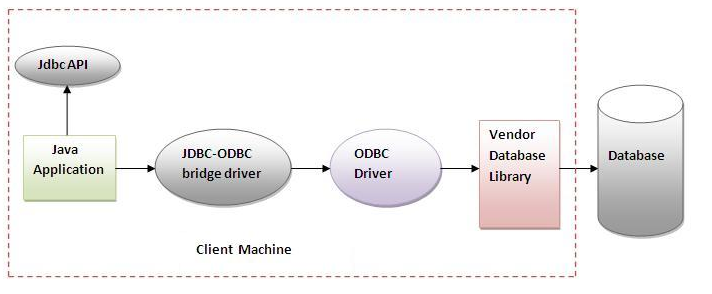 Jdbc API
Java
Application
JDBC-ODBC
bridge driver
ODBC
Driver
Vendor
Database
Library
Database
Client Machine